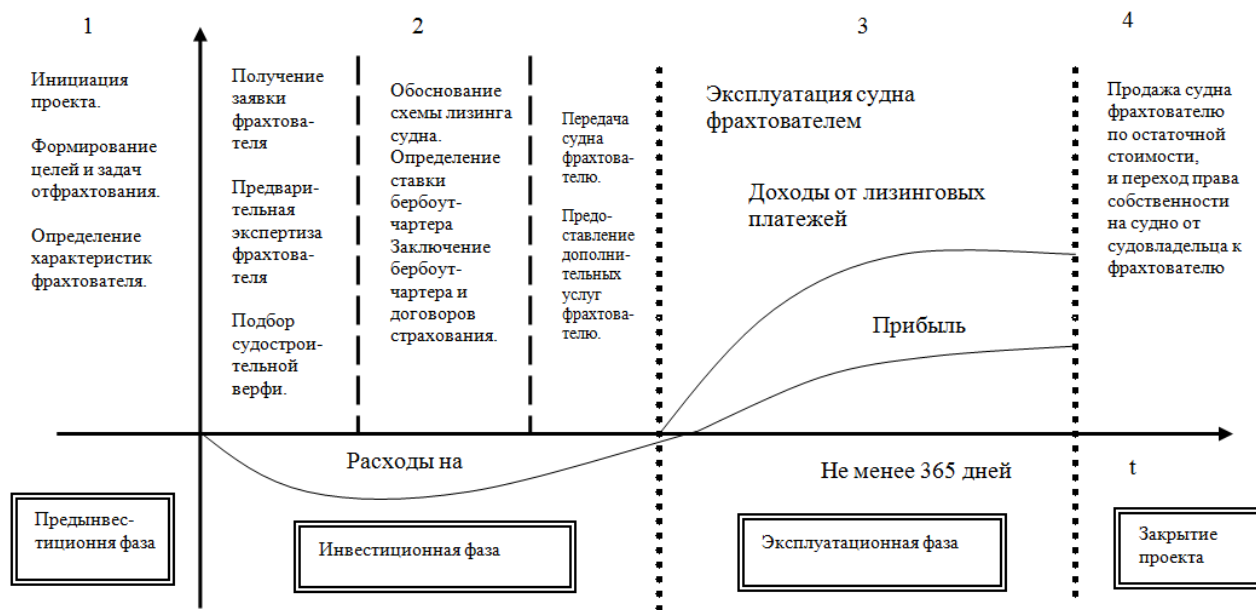 1
2
3
4
Инициация
проекта.
Формирование
целей и задач
отфрахтования.
Определение
характеристик
фрахтователя.
Получение
заявки
фрахтова-
теля
Предвари-
тельная
экспертиза
фрахтова-
теля
Подбор
судострои-
тельной
верфи.
Обоснование
схемы лизинга
судна.
Определение
ставки
бербоут-
чартера
Заключение
бербоут-
чартера и
договоров
страхования.
Передача
судна
фрахтова-
телю.
Предо-
ставление
дополни-
тельных
услуг
фрахтова-
телю.
Эксплуатация судна
фрахтователем
Доходы от лизинговых
платежей
Прибыль
Продажа судна
фрахтователю
по остаточной
стоимости,
и переход права
собственности
на судно от
судовладельца к
фрахтователю
Расходы на
Не менее 365 дней
t
Предынвес-
тиционня фаза
Инвестиционная фаза
Эксплуатационная фаза
Закрытие
проекта